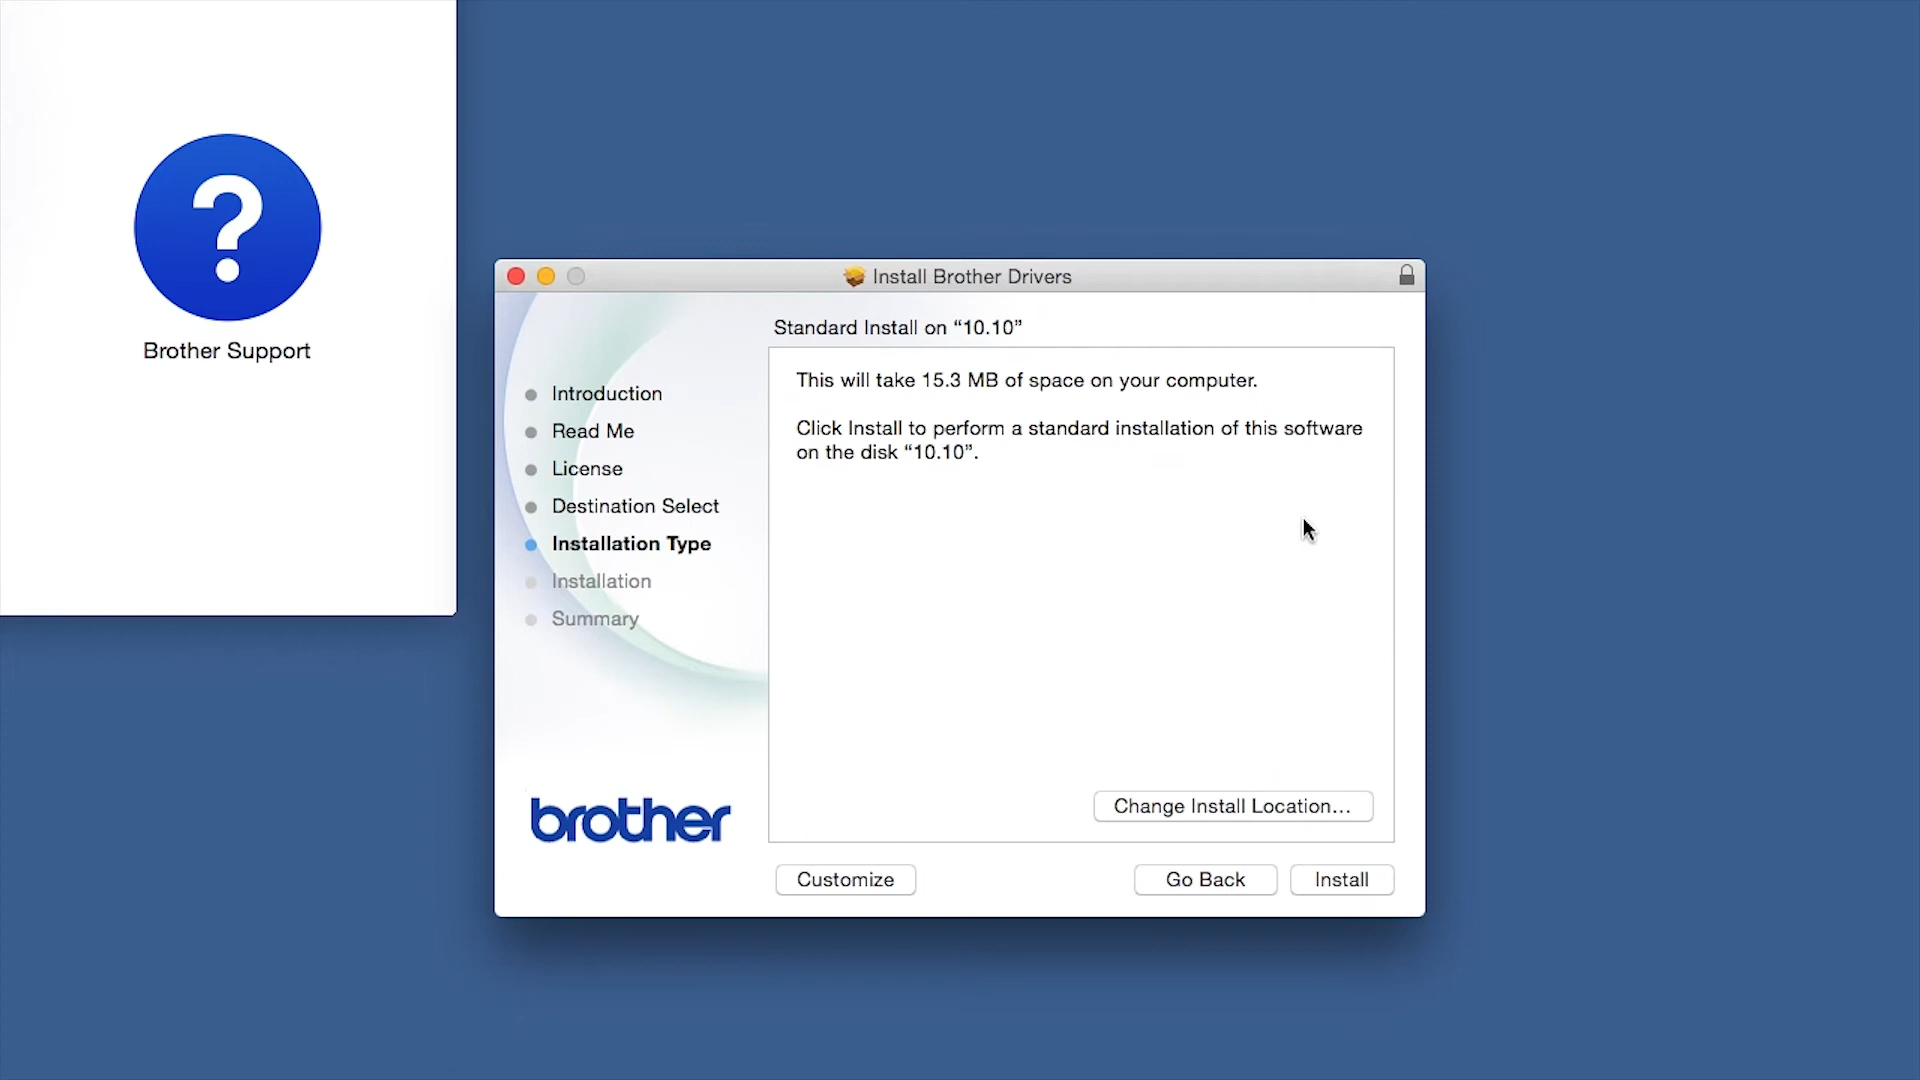 ?
Brother Support
Install Brother Drivers
Standard Install on “10.10”
Introduction
Read Me
License
Destination Select
Installation Type
Installation
Summary
This will take 15.3 MB of space on your computer.
Click Install to perform a standard installation of this software
on the disk “10.10”.
Change Install Location...
brother
Customize
Go Back
Install